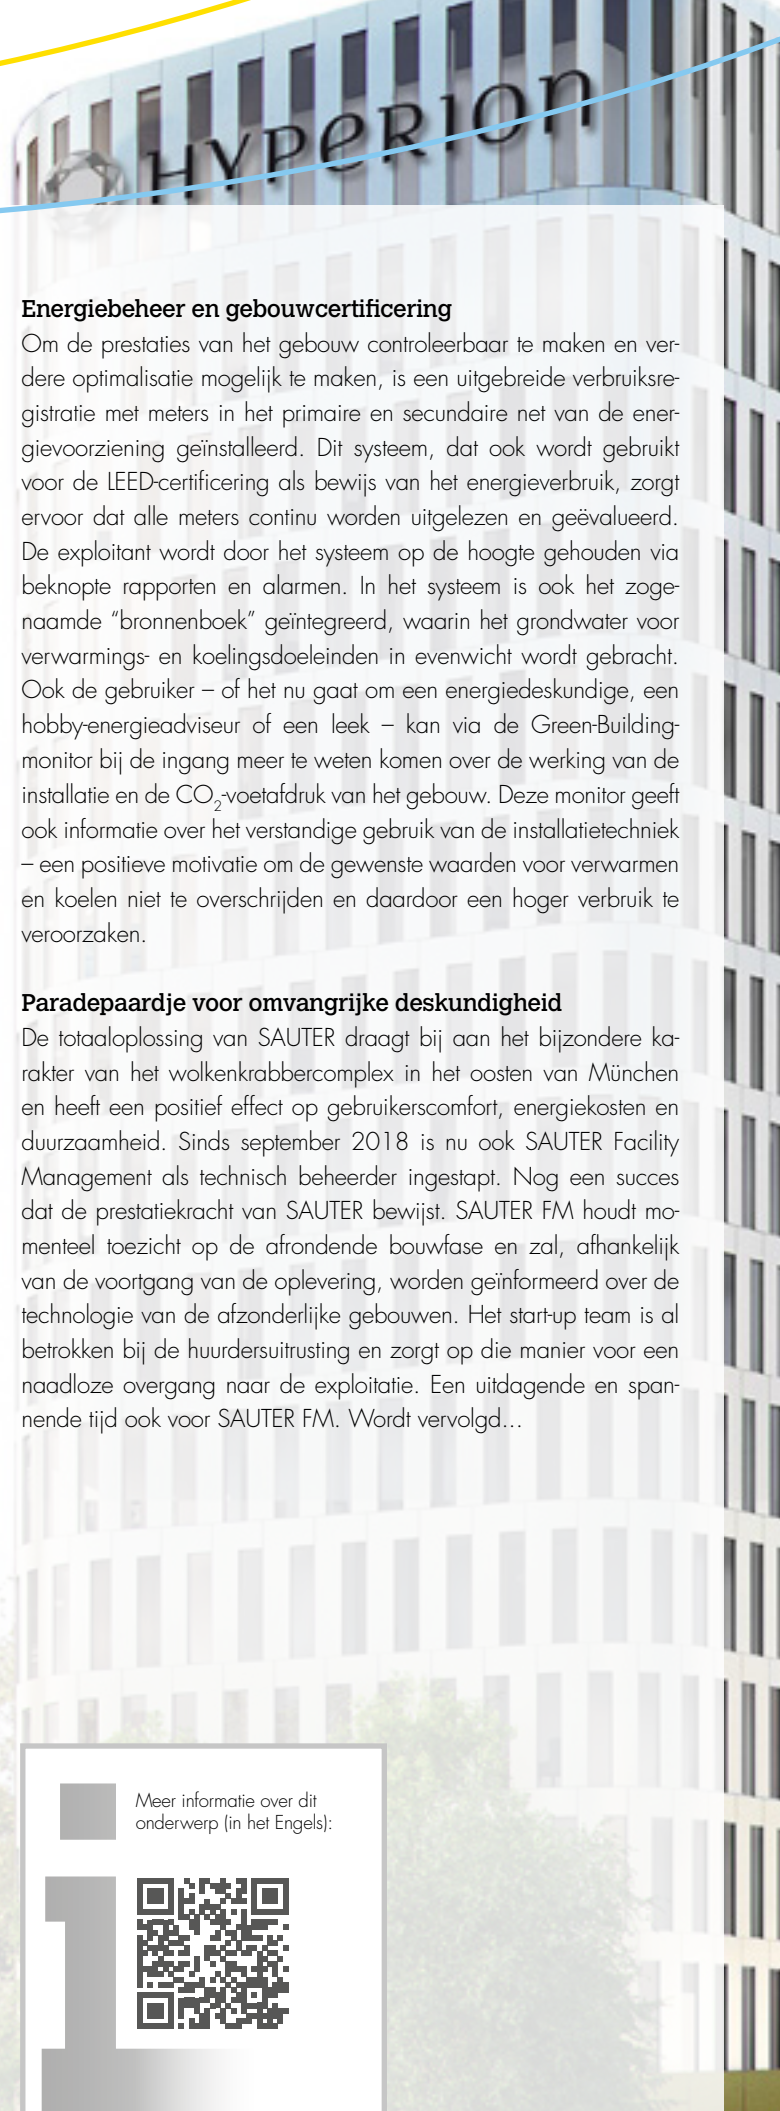 HYPERION
Energiebeheer en gebouwcertificering
Om de prestaties van het gebouw controleerbaar te maken en ver-
dere optimalisatie mogelijk te maken, is een uitgebreide verbruiksre-
gistratie met meters in het primaire en secundaire net van de ener-
gievoorziening geïnstalleerd. Dit systeem, dat ook wordt gebruikt
voor de LEED-certificering als bewijs van het energieverbruik, zorgt
ervoor dat alle meters continu worden uitgelezen en geëvalueerd.
De exploitant wordt door het systeem op de hoogte gehouden via
beknopte rapporten en alarmen. In het systeem is ook het zoge-
naamde “bronnenboek” geïntegreerd, waarin het grondwater voor
verwarmings- en koelingsdoeleinden in evenwicht wordt gebracht.
Ook de gebruiker – of het nu gaat om een energiedeskundige, een
hobby-energieadviseur of een leek – kan via de Green-Building-
monitor bij de ingang meer te weten komen over de werking van de
installatie en de CO₂-voetafdruk van het gebouw. Deze monitor geeft
ook informatie over het verstandige gebruik van de installatietechniek
– een positieve motivatie om de gewenste waarden voor verwarmen
en koelen niet te overschrijden en daardoor een hoger verbruik te
veroorzaken.
Paradepaardje voor omvangrijke deskundigheid
De totaaloplossing van SAUTER draagt bij aan het bijzondere ka-
rakter van het wolkenkrabbercomplex in het oosten van München
en heeft een positief effect op gebruikerscomfort, energiekosten en
duurzaamheid. Sinds september 2018 is nu ook SAUTER Facility
Management als technisch beheerder ingestapt. Nog een succes
dat de prestatiekracht van SAUTER bewijst. SAUTER FM houdt mo-
menteel toezicht op de afrondende bouwfase en zal, afhankelijk
van de voortgang van de oplevering, worden geïnformeerd over de
technologie van de afzonderlijke gebouwen. Het start-up team is al
betrokken bij de huurdersuitrusting en zorgt op die manier voor een
naadloze overgang naar de exploitatie. Een uitdagende en span-
nende tijd ook voor SAUTER FM. Wordt vervolgd...
Meer informatie over dit
onderwerp (in het Engels):